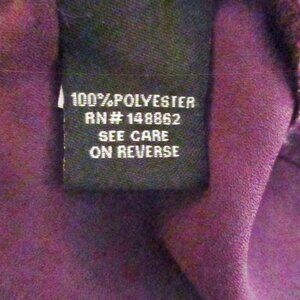 100%POLYESTER
RN# 148862
SEE CARE
ON REVERSE